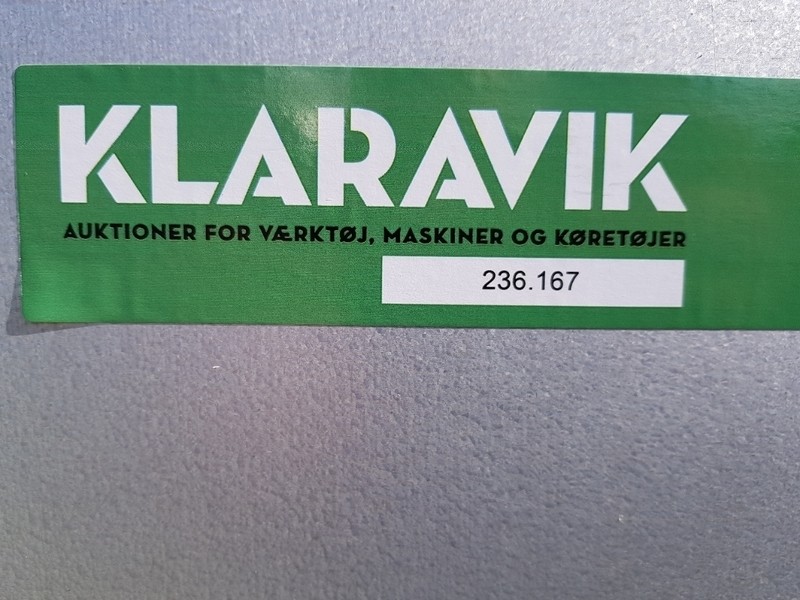 KLARAVIK
AUKTIONER FOR VÆRKTØJ, MASKINER OG KØRETØJER
236.167